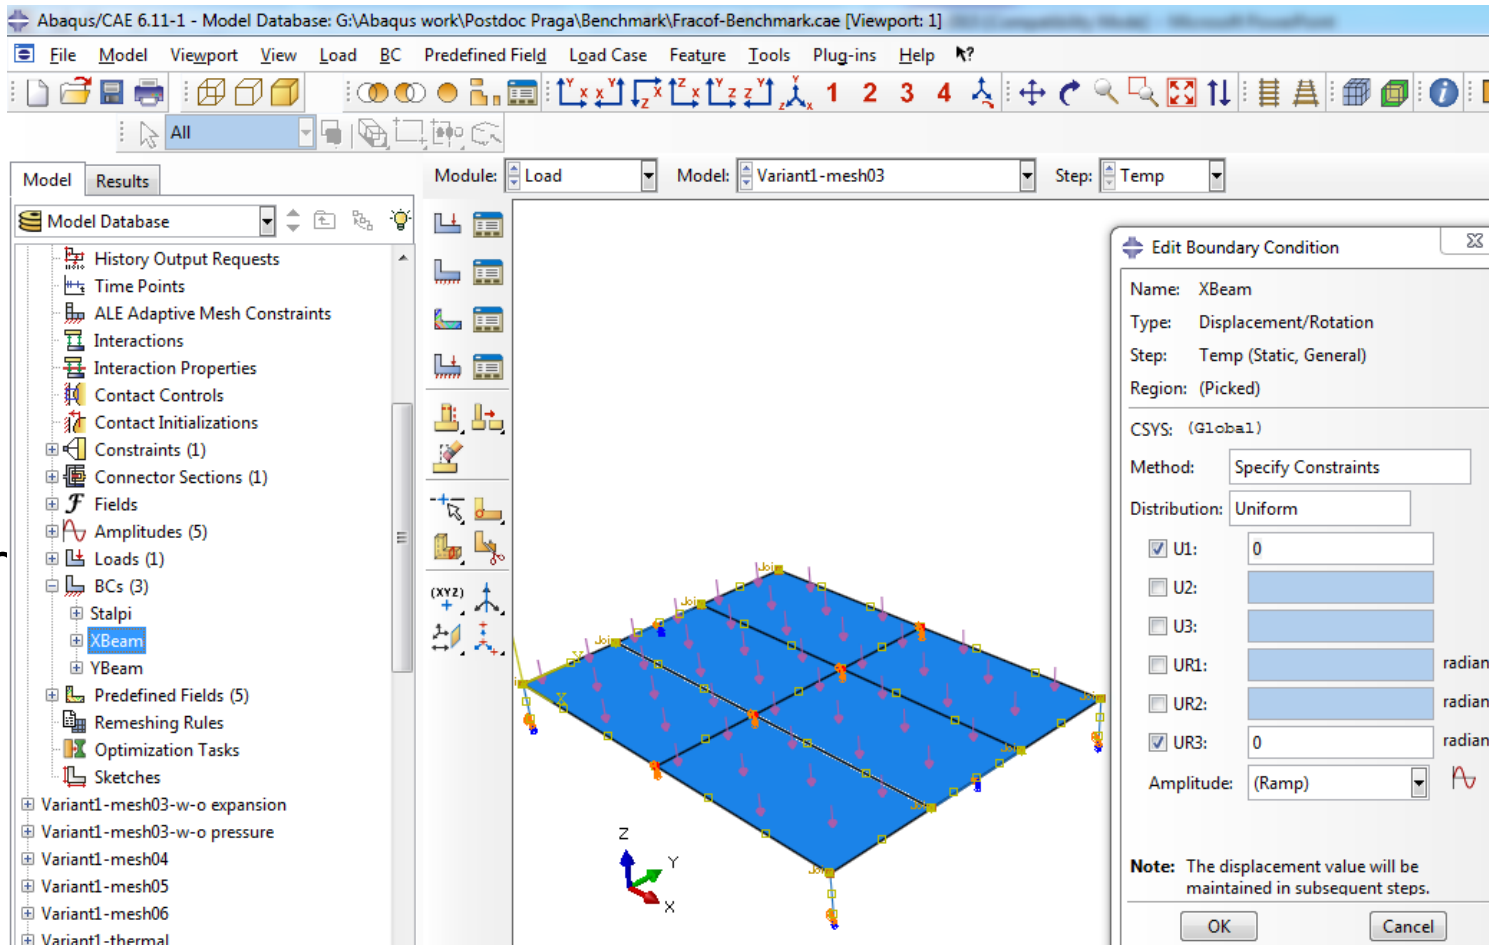 Abaqus/CAE 6.11-1 - Model Database: G:\Abaqus work\Postdoc Praga\Benchmark\Fracof-Benchmark.cae [Viewport: 1]
File Model Viewport View Load BC Predefined Field Load Case Feature Tools Plug-ins Help
1 2 3 4
All
Model Results
Module: Load Model: Variant1-mesh03 Step: Temp
Model Database
History Output Requests
Time Points
ALE Adaptive Mesh Constraints
Interactions
Interaction Properties
Contact Controls
Contact Initializations
Constraints (1)
Connector Sections (1)
Fields
Amplitudes (5)
Loads (1)
BCs (3)
Stalpi
XBeam
YBeam
Predefined Fields (5)
Remeshing Rules
Optimization Tasks
Sketches
Variant1-mesh03-w-o expansion
Variant1-mesh03-w-o pressure
Variant1-mesh04
Variant1-mesh05
Variant1-mesh06
Variant1-thermal
(XYZ)
Z
Y
X
Edit Boundary Condition
Name: XBeam
Type: Displacement/Rotation
Step: Temp (Static, General)
Region: (Picked)
CSYS: (Global)
Method: Specify Constraints
Distribution: Uniform
U1: 0
U2:
U3:
UR1: radian
UR2: radian
UR3: 0 radian
Amplitude: (Ramp)
Note: The displacement value will be
maintained in subsequent steps.
OK Cancel